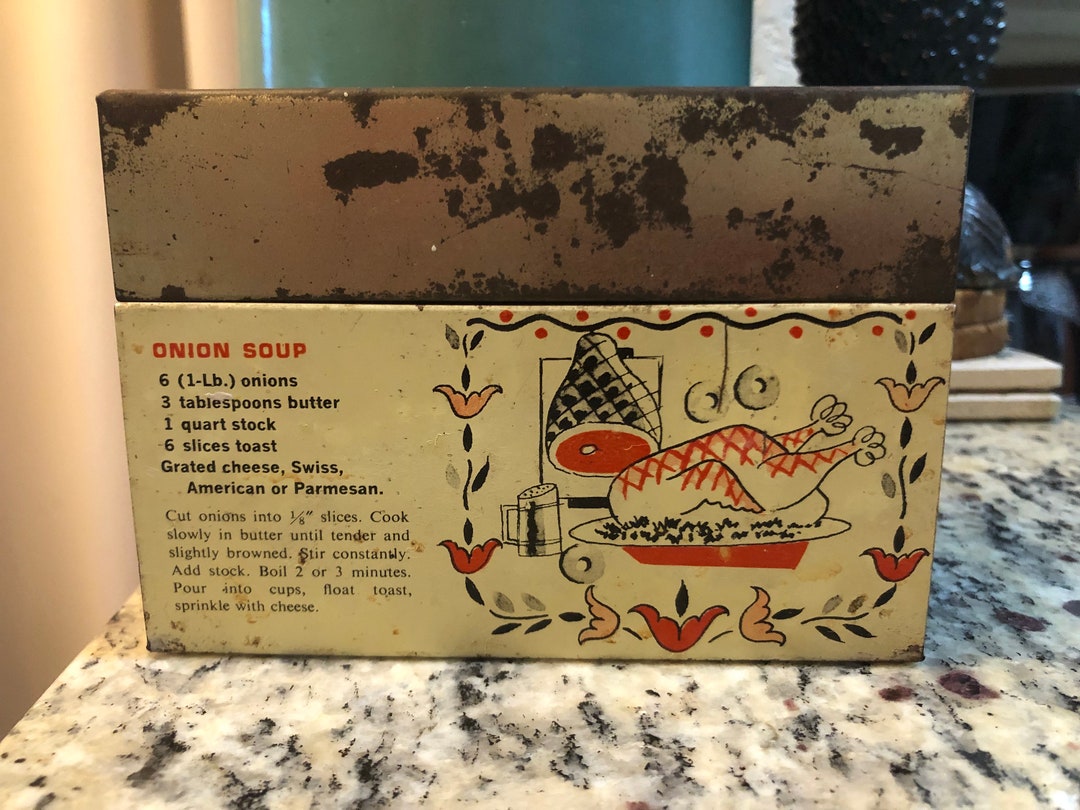 ONION SOUP
6 (1-Lb.) onions
3 tablespoons butter
1 quart stock
6 slices toast
Grated cheese, Swiss,
American or Parmesan.
Cut onions into ⅛″ slices. Cook
slowly in butter until tender and
slightly browned. Stir constantly.
Add stock. Boil 2 or 3 minutes.
Pour into cups, float toast,
sprinkle with cheese.